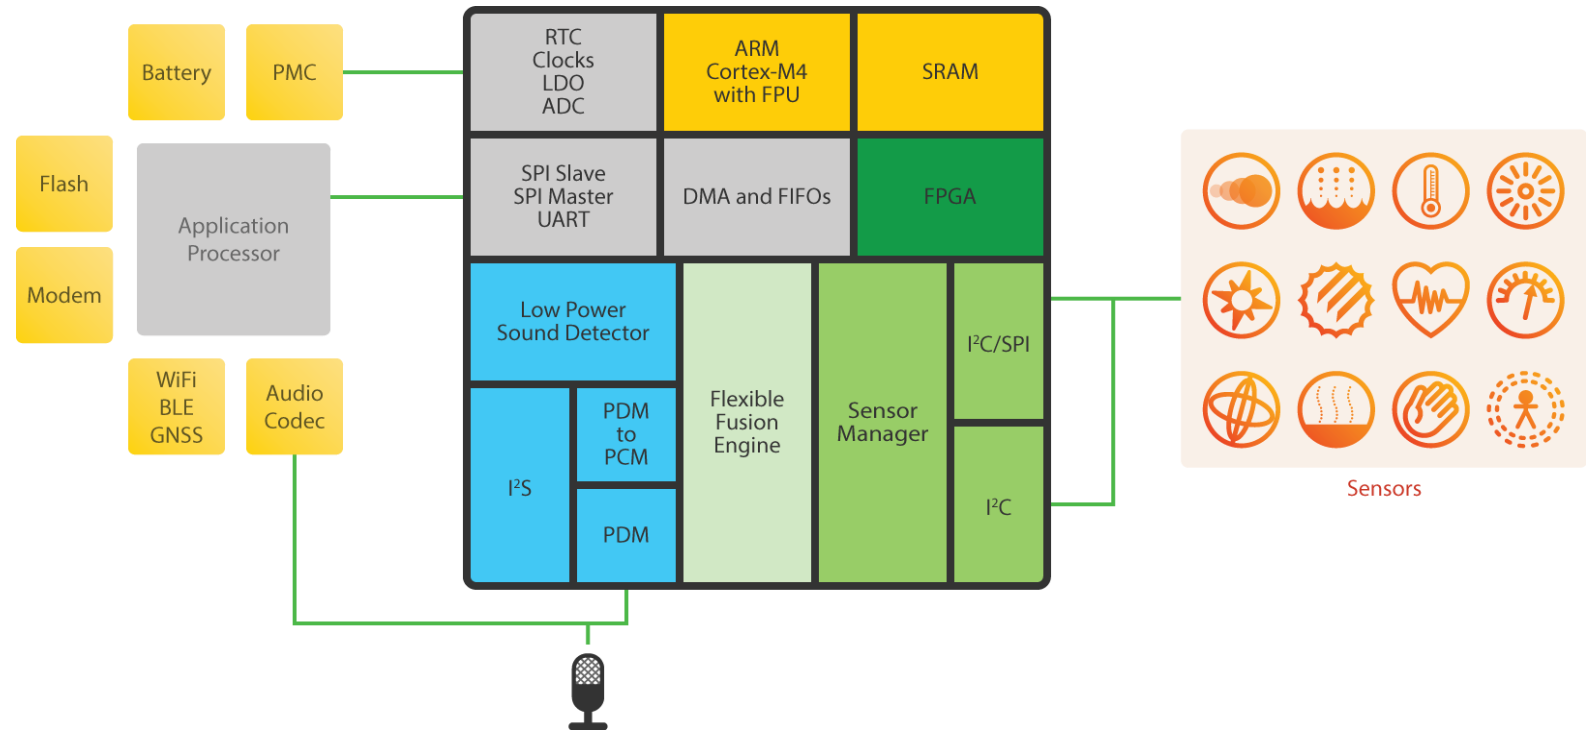 Battery
PMC
Flash
Modem
Application
Processor
WiFi
BLE
GNSS
Audio
Codec
RTC
Clocks
LDO
ADC
ARM
Cortex-M4
with FPU
SRAM
SPI Slave
SPI Master
UART
DMA and FIFOs
FPGA
Low Power
Sound Detector
I²S
PDM
to
PCM
PDM
Flexible
Fusion
Engine
Sensor
Manager
I²C/SPI
I²C
Sensors